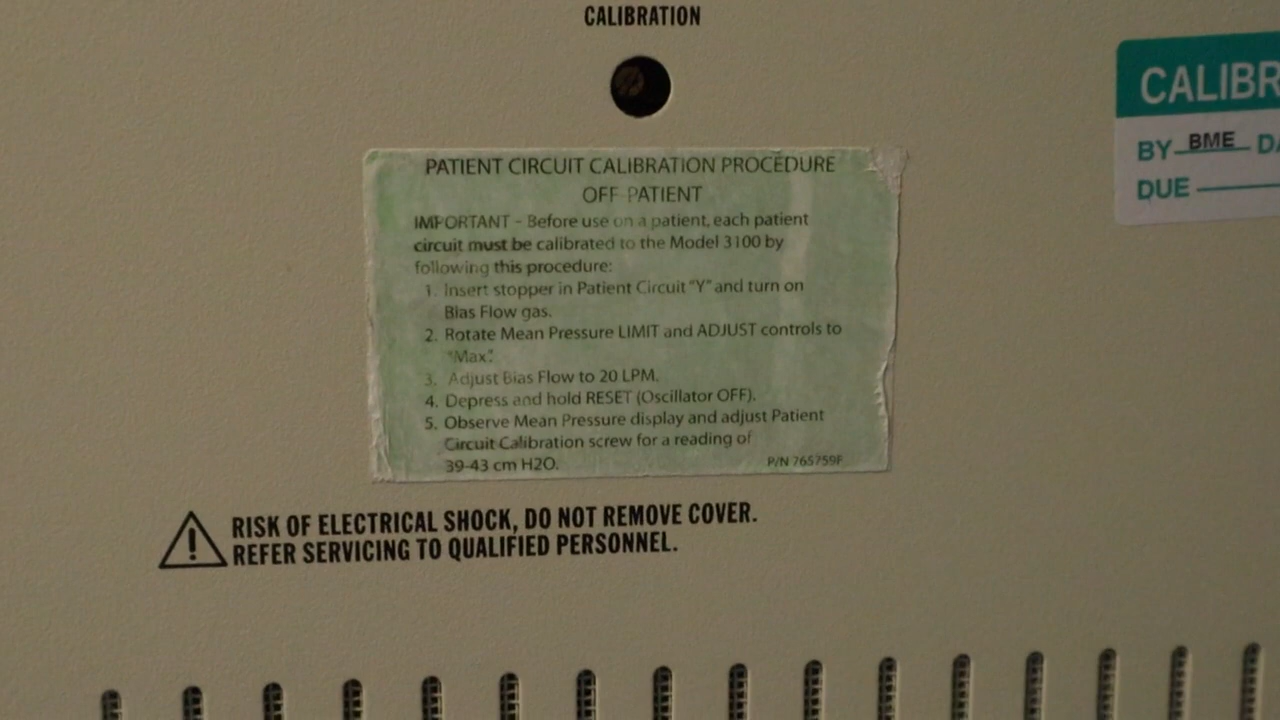 CALIBRATION
PATIENT CIRCUIT CALIBRATION PROCEDURE
OFF-PATIENT
IMPORTANT - Before use on a patient, each patient
circuit must be calibrated to the Model 3100 by
following this procedure:
1. Insert stopper in Patient Circuit "Y" and turn on
Bias Flow gas.
2. Rotate Mean Pressure LIMIT and ADJUST controls to
"Max".
3. Adjust Bias Flow to 20 LPM.
4. Depress and hold RESET (Oscillator OFF).
5. Observe Mean Pressure display and adjust Patient
Circuit Calibration screw for a reading of
39-43 cm H2O.
P/N 765759F
RISK OF ELECTRICAL SHOCK, DO NOT REMOVE COVER.
REFER SERVICING TO QUALIFIED PERSONNEL.
CALIBR
BY BME DA
DUE